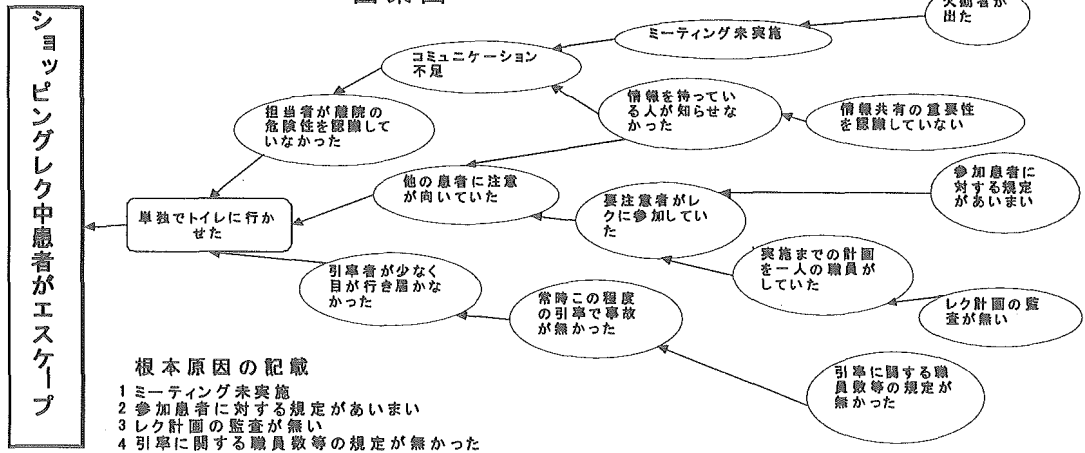 ショッピングレク中患者がエスケープ
出た
ミーティング未実施
コミュニケーション
不足
情報を持ってい
る人が知らせな
かった
情報共有の重要性
を認識していない
担当者が離院の
危険性を認識して
いなかった
他の患者に注意
が向いていた
要注意者がレ
クに参加してい
た
参加患者に
対する規定
があいまい
単独でトイレに行か
せた
実施までの計画
を一人の職員が
していた
引率者が少なく
目が行き届かな
かった
常時この程度
の引率で事故
が無かった
レク計画の監
査が無い
引率に関する職
員数等の規定が
無かった
根本原因の記載
1 ミーティング未実施
2 参加患者に対する規定があいまい
3 レク計画の監査が無い
4 引率に関する職員数等の規定が無かった